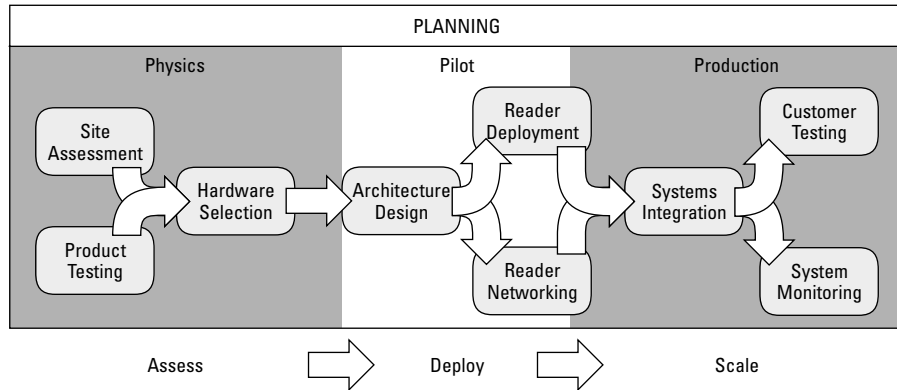 PLANNING
Physics
Pilot
Production
Site
Assessment
Product
Testing
Hardware
Selection
Architecture
Design
Reader
Deployment
Reader
Networking
Systems
Integration
Customer
Testing
System
Monitoring
Assess
Deploy
Scale